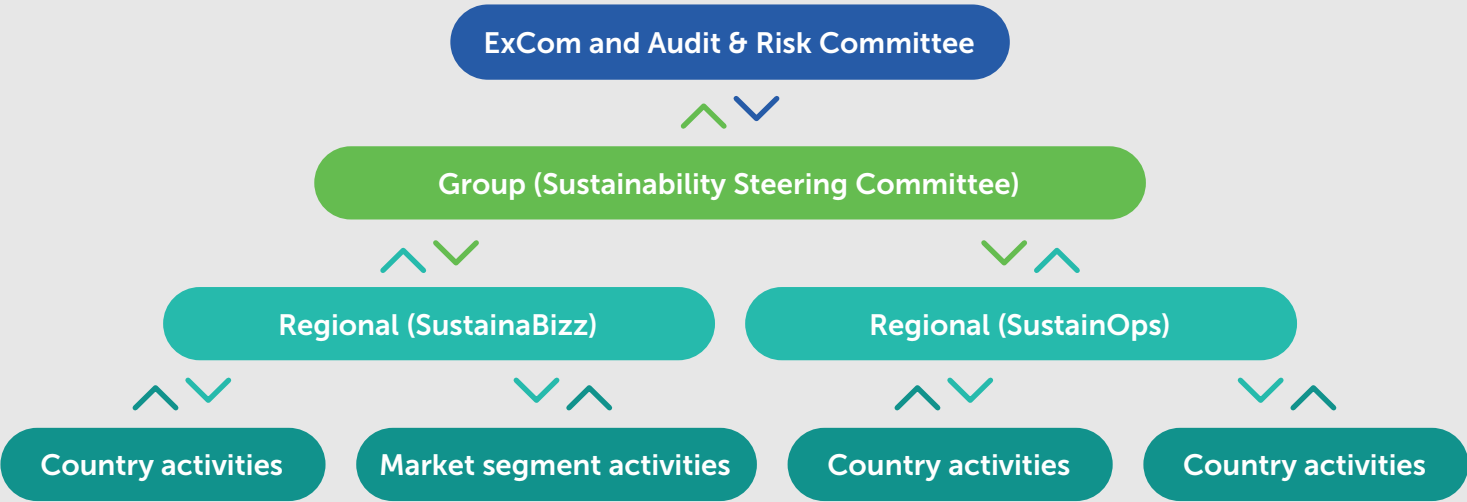 ExCom and Audit & Risk Committee
Group (Sustainability Steering Committee)
Regional (SustainaBizz)
Regional (SustainOps)
Country activities
Market segment activities
Country activities
Country activities